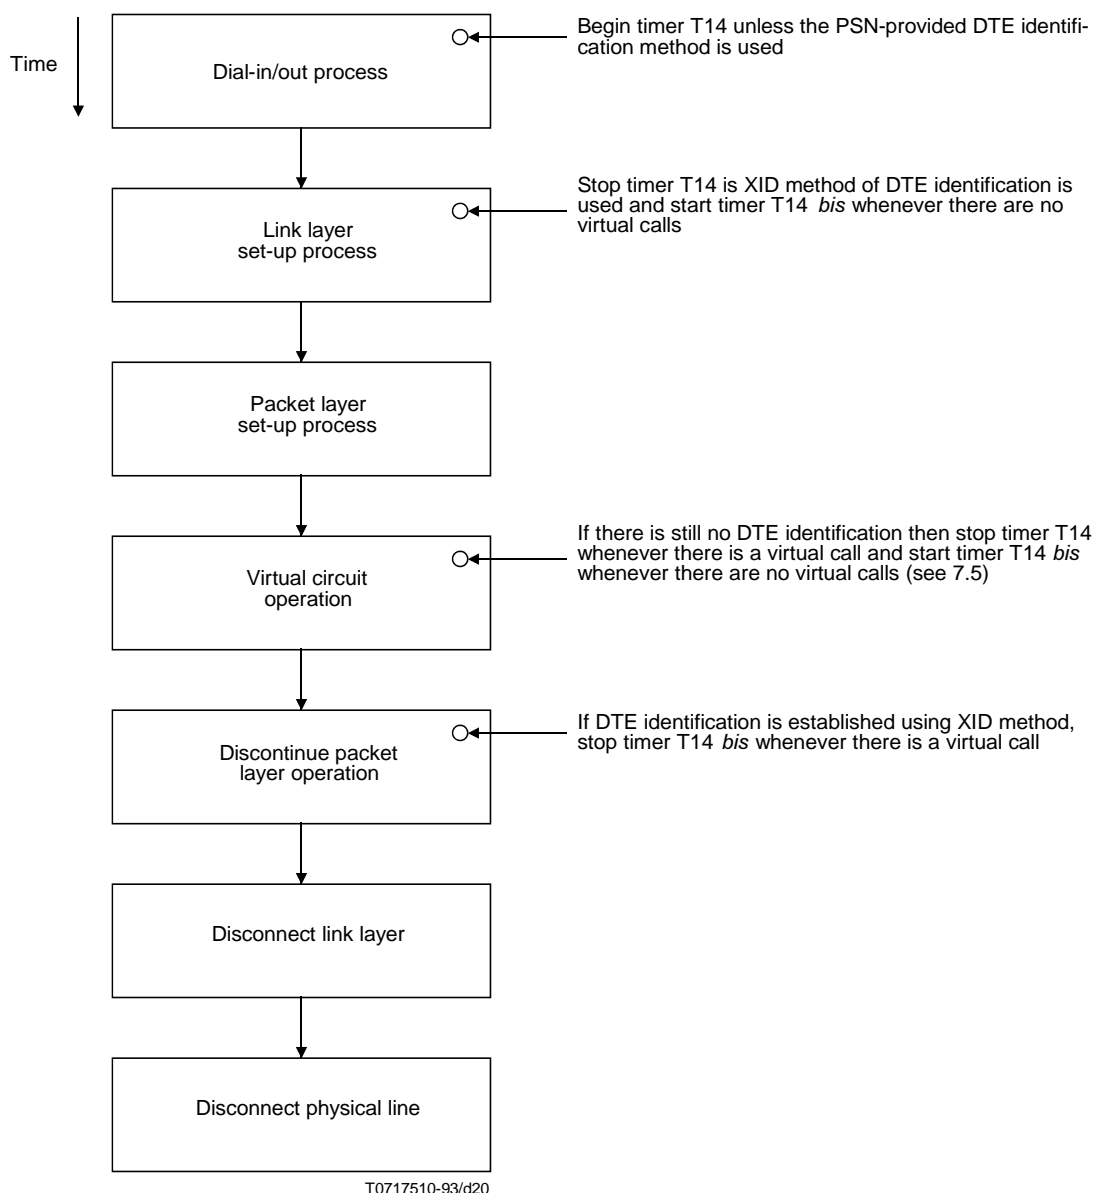 Begin timer T14 unless the PSN-provided DTE identifi-
cation method is used
Time
Dial-in/out process
Stop timer T14 is XID method of DTE identification is
used and start timer T14 bis whenever there are no
virtual calls
Link layer
set-up process
Packet layer
set-up process
If there is still no DTE identification then stop timer T14
whenever there is a virtual call and start timer T14 bis
whenever there are no virtual calls (see 7.5)
Virtual circuit
operation
If DTE identification is established using XID method,
stop timer T14 bis whenever there is a virtual call
Discontinue packet
layer operation
Disconnect link layer
Disconnect physical line
T0717510-93/d20